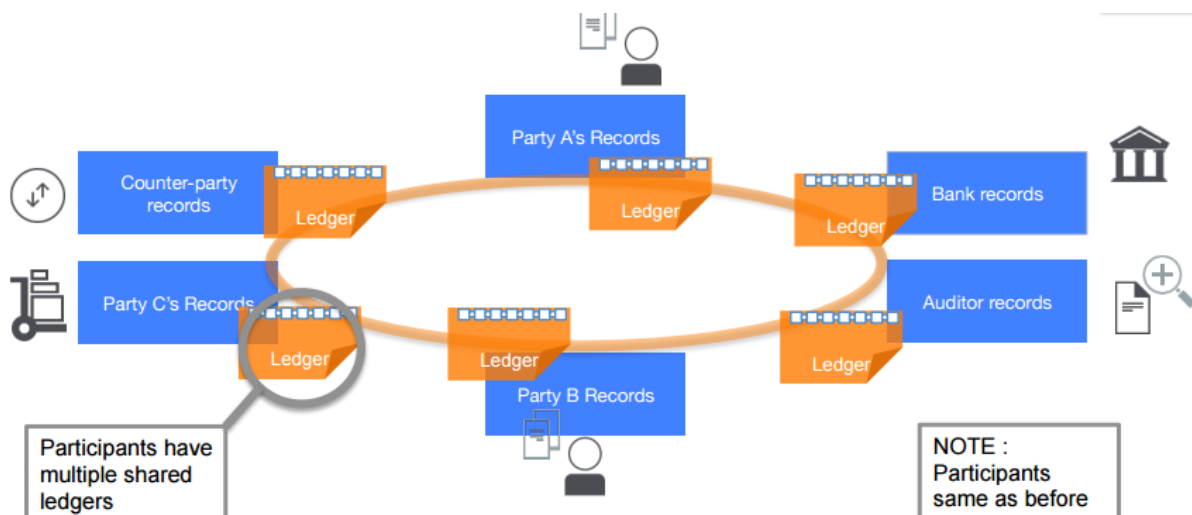 Party A's Records
Counter-party
records
Ledger
Ledger
Bank records
Ledger
Party C's Records
Auditor records
Ledger
Ledger
Ledger
Party B Records
Participants have
multiple shared
ledgers
NOTE :
Participants
same as before